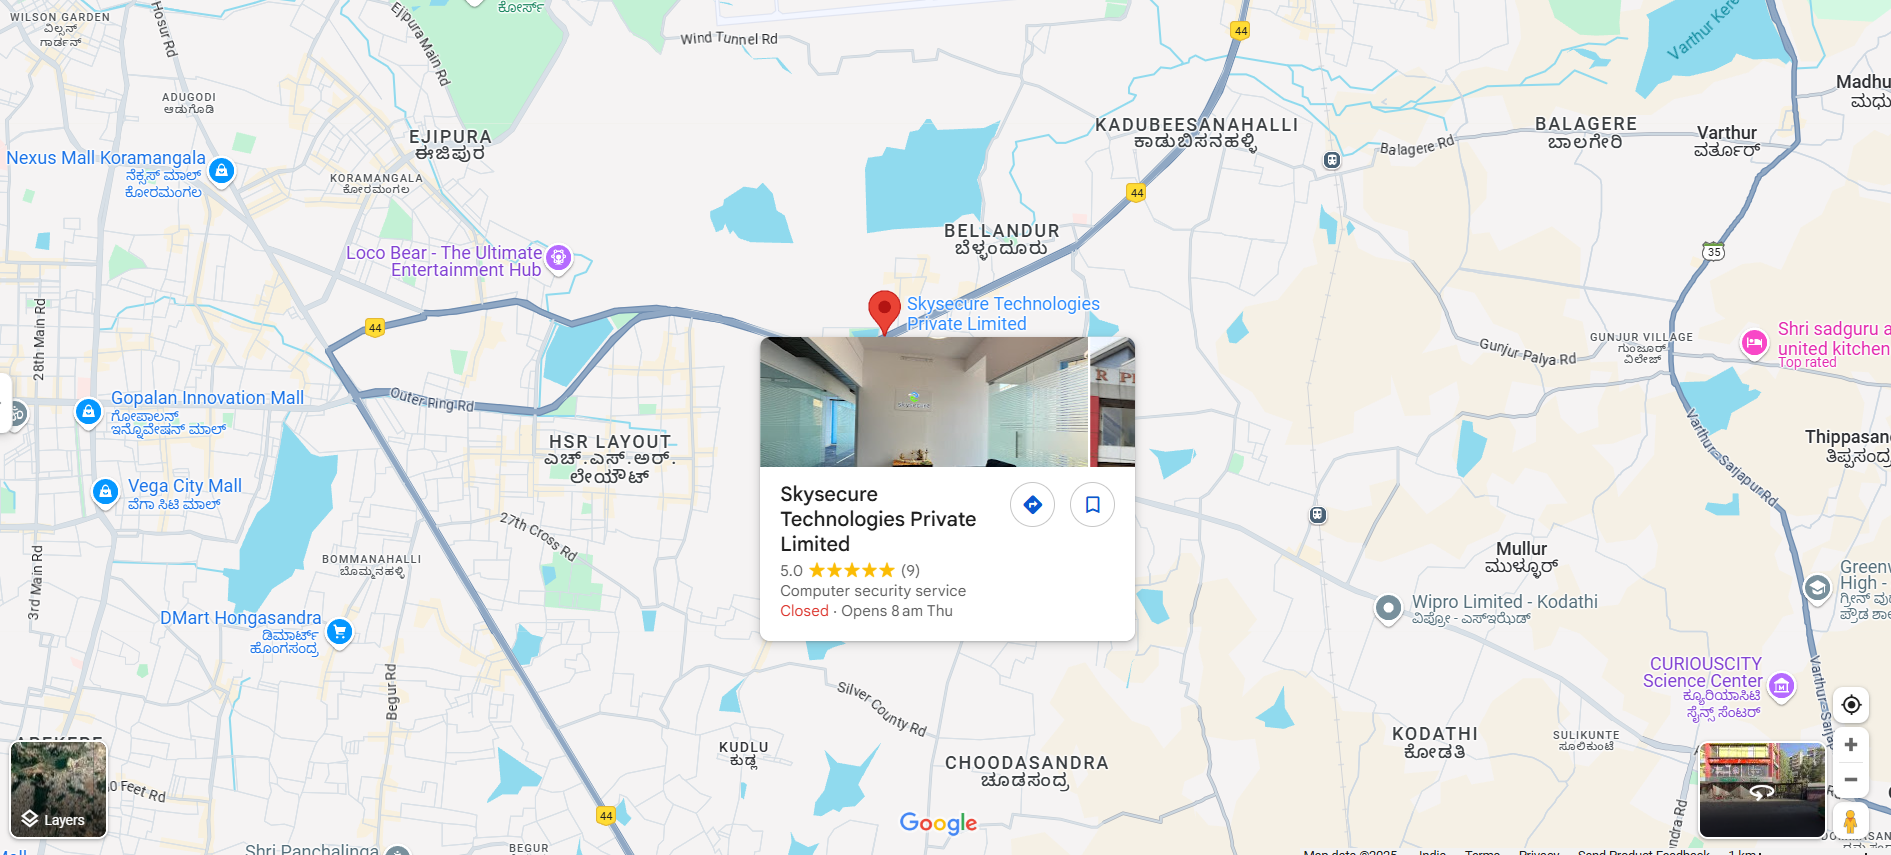 WILSON GARDEN
ವಿಲ್ಸನ್
ಗಾರ್ಡನ್
Hosur Rd
Ejipura Main Rd
ಕೋರ್ಸ್
Wind Tunnel Rd
44
Varthur Kere
Madhu
ಮಧು
ADUGODI
ಆಡುಗೊಡಿ
EJIPURA
ಈಜಿಪುರ
KADUBEESANAHALLI
ಕಾಡುಬಿಸನಹಳ್ಳಿ
BALAGERE
ಬಾಲಗೇರಿ
Varthur
ವರ್ತೂರ್
Balagere Rd
Nexus Mall Koramangala
ನೆಕ್ಸಸ್ ಮಾಲ್
ಕೋರಮಂಗಲ
KORAMANGALA
ಕೋರಮಂಗಲ
44
BELLANDUR
ಬೆಳ್ಳಂದೂರು
Loco Bear - The Ultimate
Entertainment Hub
35
28th Main Rd
44
Skysecure Technologies
Private Limited
Gunjur Palya Rd
GUNJUR VILLAGE
ಗುಂಜೂರ್
ವಿಲೇಜ್
Shri sadguru a
united kitchen
Top rated
Gopalan Innovation Mall
ಗೋಪಾಲನ್
ಇನ್ನೊವೇಷನ್ ಮಾಲ್
Outer Ring Rd
HSR LAYOUT
ಎಚ್.ಎಸ್.ಆರ್.
ಲೇಯೌಟ್
Varthur-Sarjapur Rd
Thippasand
ತಿಪ್ಪಸಂದ್ರ
Vega City Mall
ವೆಗಾ ಸಿಟಿ ಮಾಲ್
27th Cross Rd
Skysecure
Technologies Private
Limited
5.0 (9)
Computer security service
Closed · Opens 8 am Thu
BOMMANAHALLI
ಬೊಮ್ಮನಹಳ್ಳಿ
3rd Main Rd
Mullur
ಮುಳ್ಳೂರ್
Greenw
High -
ಗ್ರೀನ್ ವು
ಪ್ರೌಢ ಶಾಲ
Wipro Limited - Kodathi
ವಿಪ್ರೋ - ಎಸ್ಇಝೆಡ್
DMart Hongasandra
ಡಿಮಾರ್ಟ್
ಹೊಂಗಸಂದ್ರ
Begur Rd
Silver County Rd
CURIOUSCITY
Science Center
ಕ್ಯೂರಿಯಾಸಿಟಿ
ಸೈನ್ಸ್ ಸೆಂಟರ್
Varthur-Sarjap
KUDLU
ಕುಡ್ಲು
CHOODASANDRA
ಚೂಡಸಂದ್ರ
KODATHI
ಕೋಡತಿ
SULIKUNTE
ಸೂಲಿಕುಂಟೆ
AREKERE
0 Feet Rd
Layers
44
Google
ndra Rd
Shri Panchalinga
BEGUR
Map data ©2025
India
Terms
Privacy
Send Product Feedback
1 km